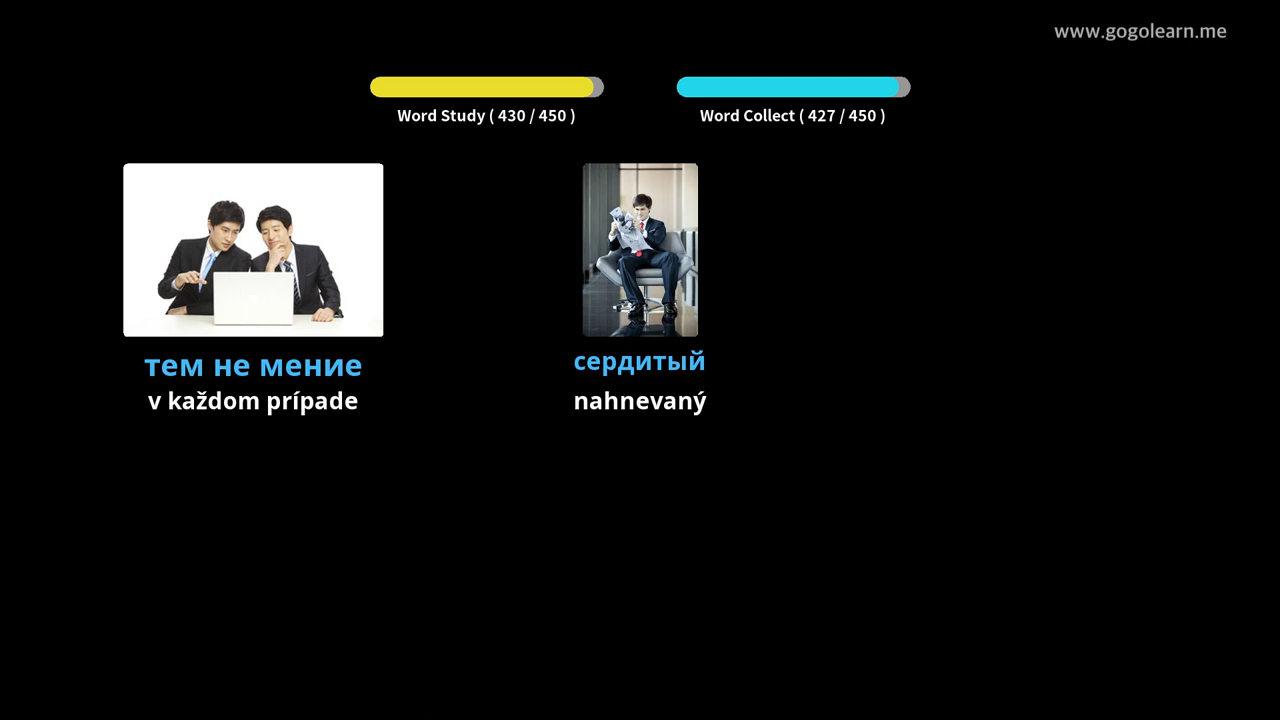 www.gogolearn.me
Word Study ( 430 / 450 )
Word Collect ( 427 / 450 )
тем не мение
v každom prípade
сердитый
nahnevaný